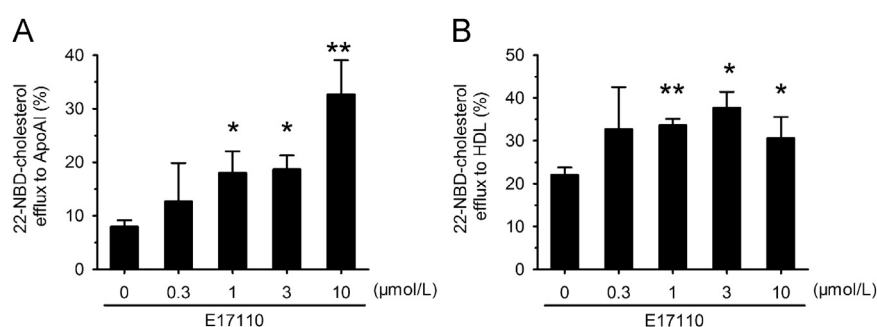 A
22-NBD-cholesterol
efflux to ApoAI (%)
40
30
20
10
0
*
*
**
0 0.3 1 3 10 (μmol/L)
E17110
B
22-NBD-cholesterol
efflux to HDL (%)
50
40
30
20
10
0
**
*
*
0 0.3 1 3 10 (μmol/L)
E17110